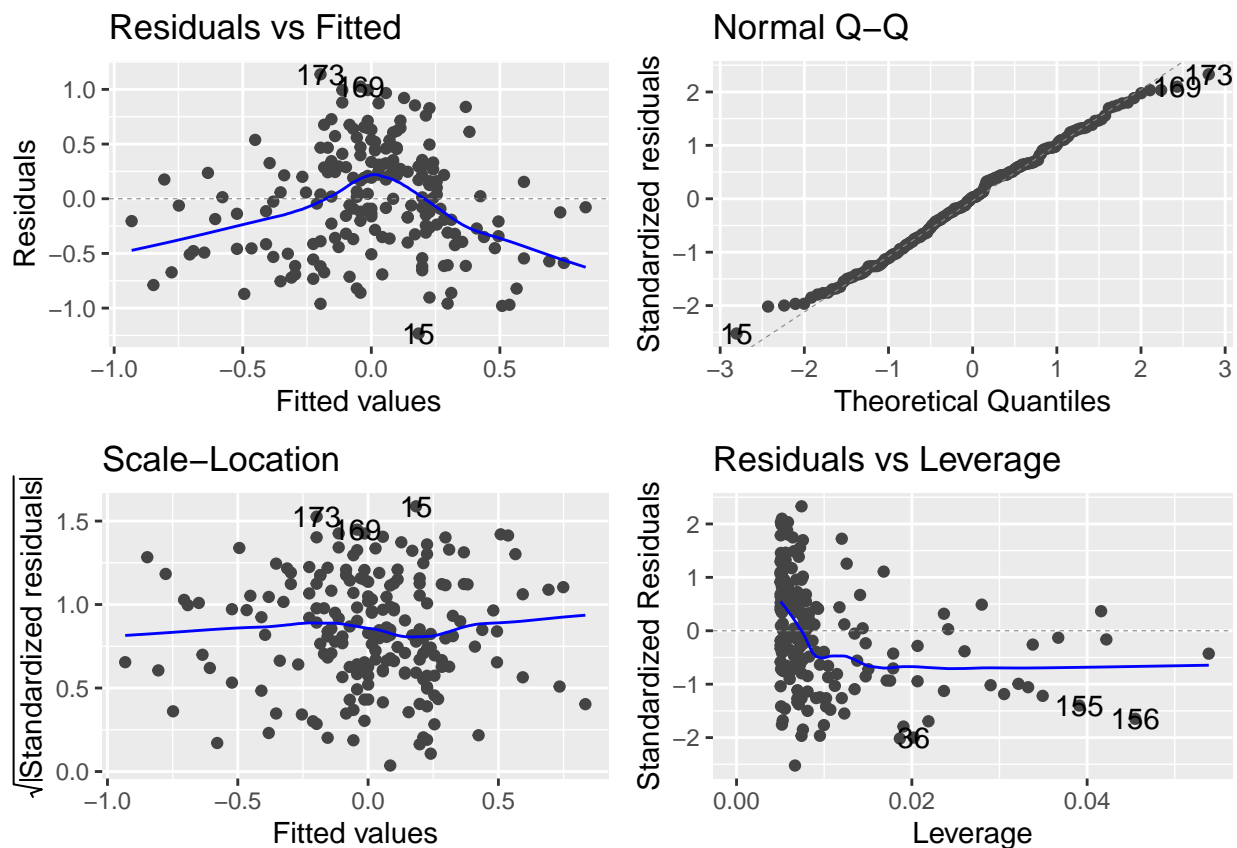 Residuals vs Fitted
173
169
15
1.0
0.5
0.0
−0.5
−1.0
Residuals
−1.0 −0.5 0.0 0.5
Fitted values
Normal Q−Q
173
169
15
2
1
0
−1
−2
Standardized residuals
−3 −2 −1 0 1 2 3
Theoretical Quantiles
Scale−Location
173
169
15
1.5
1.0
0.5
0.0
√|Standardized residuals|
−1.0 −0.5 0.0 0.5
Fitted values
Residuals vs Leverage
155
156
36
2
1
0
−1
−2
Standardized Residuals
0.00 0.02 0.04
Leverage